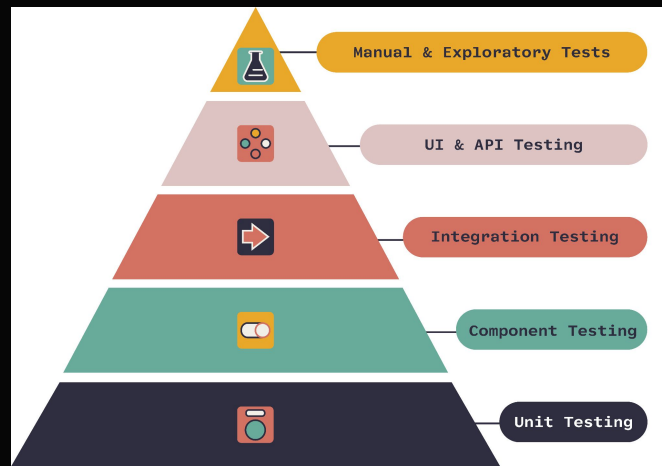 Manual & Exploratory Tests
UI & API Testing
Integration Testing
Component Testing
Unit Testing